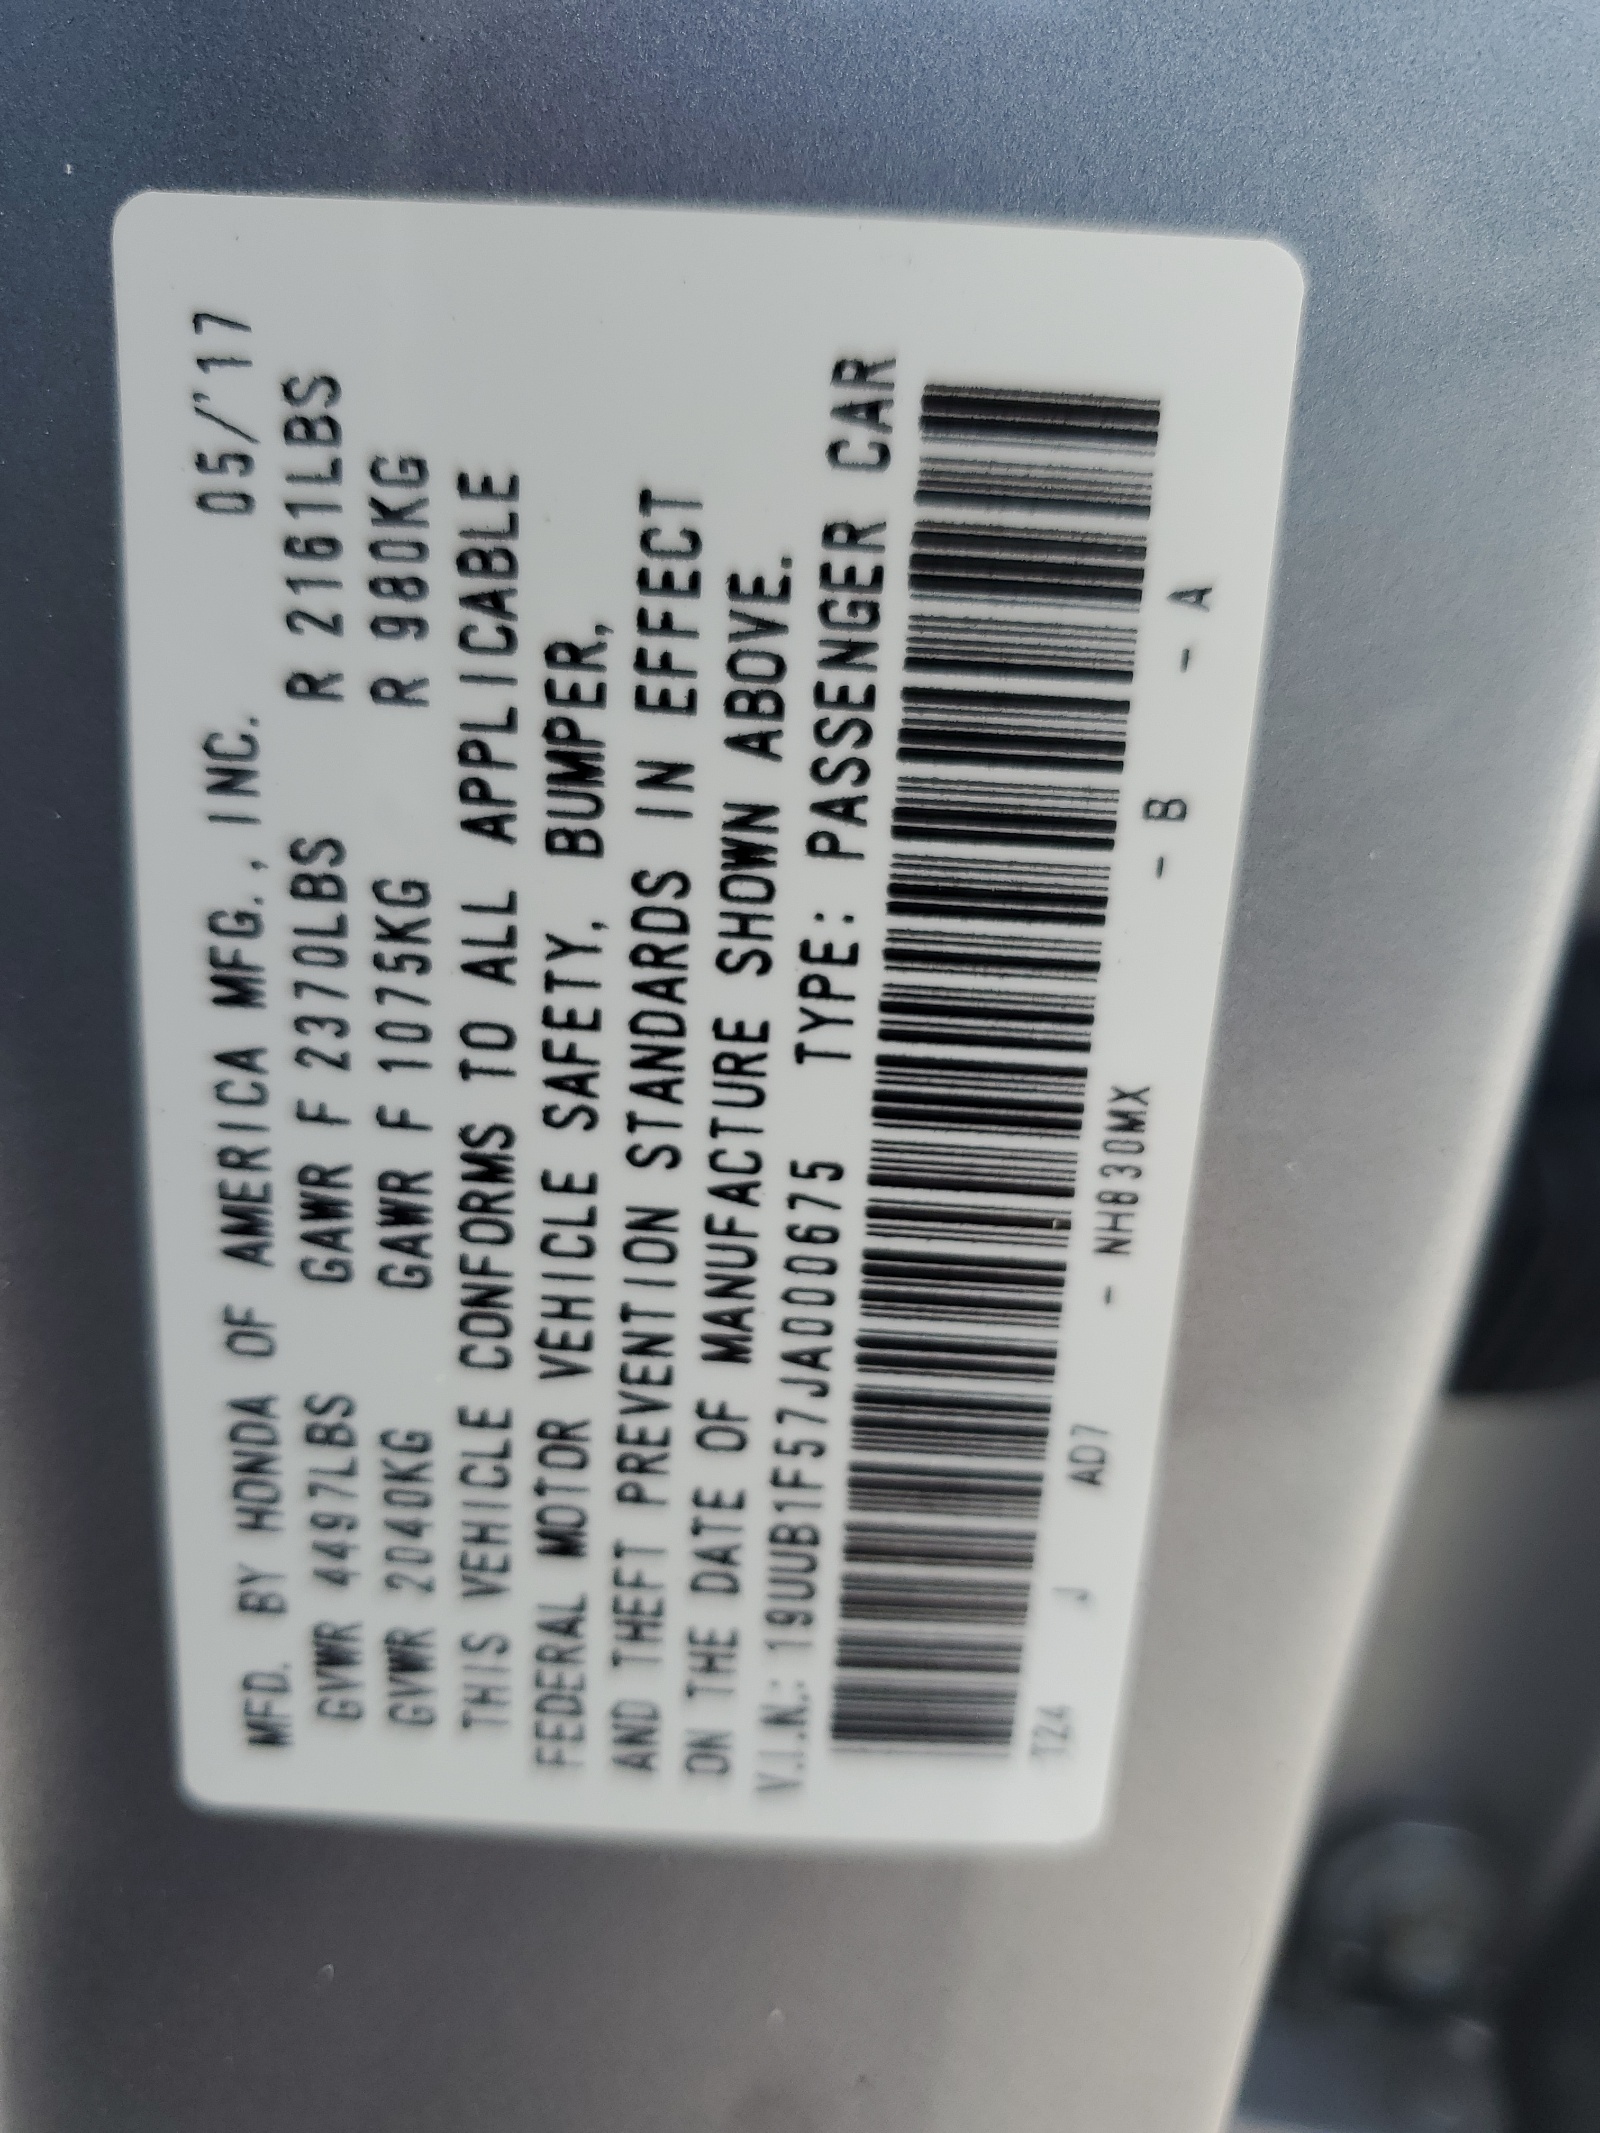 MFD. BY HONDA OF AMERICA MFG., INC. 05/'17
GVWR 4497LBS GAWR F 2370LBS R 2161LBS
GVWR 2040KG GAWR F 1075KG R 980KG
THIS VEHICLE CONFORMS TO ALL APPLICABLE
FEDERAL MOTOR VEHICLE SAFETY, BUMPER,
AND THEFT PREVENTION STANDARDS IN EFFECT
ON THE DATE OF MANUFACTURE SHOWN ABOVE.
V.I.N.: 19UUB1F57JA000675 TYPE: PASSENGER CAR
TZ4 J AD7 - NH830MX - B - A